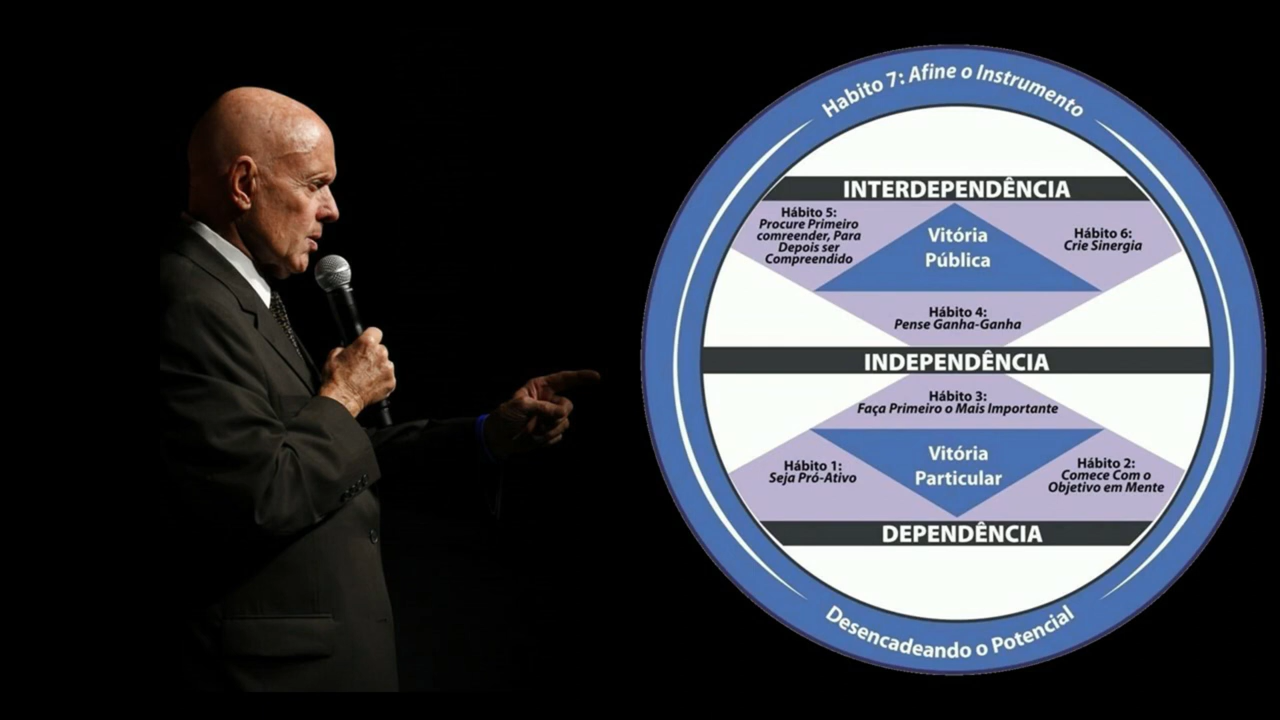 Habito 7: Afine o Instrumento
INTERDEPENDÊNCIA
Hábito 5:
Procure Primeiro
comreender, Para
Depois ser
Compreendido
Vitória
Pública
Hábito 6:
Crie Sinergia
Hábito 4:
Pense Ganha-Ganha
INDEPENDÊNCIA
Hábito 3:
Faça Primeiro o Mais Importante
Hábito 1:
Seja Pró-Ativo
Vitória
Particular
Hábito 2:
Comece Com o
Objetivo em Mente
DEPENDÊNCIA
Desencadeando o Potencial